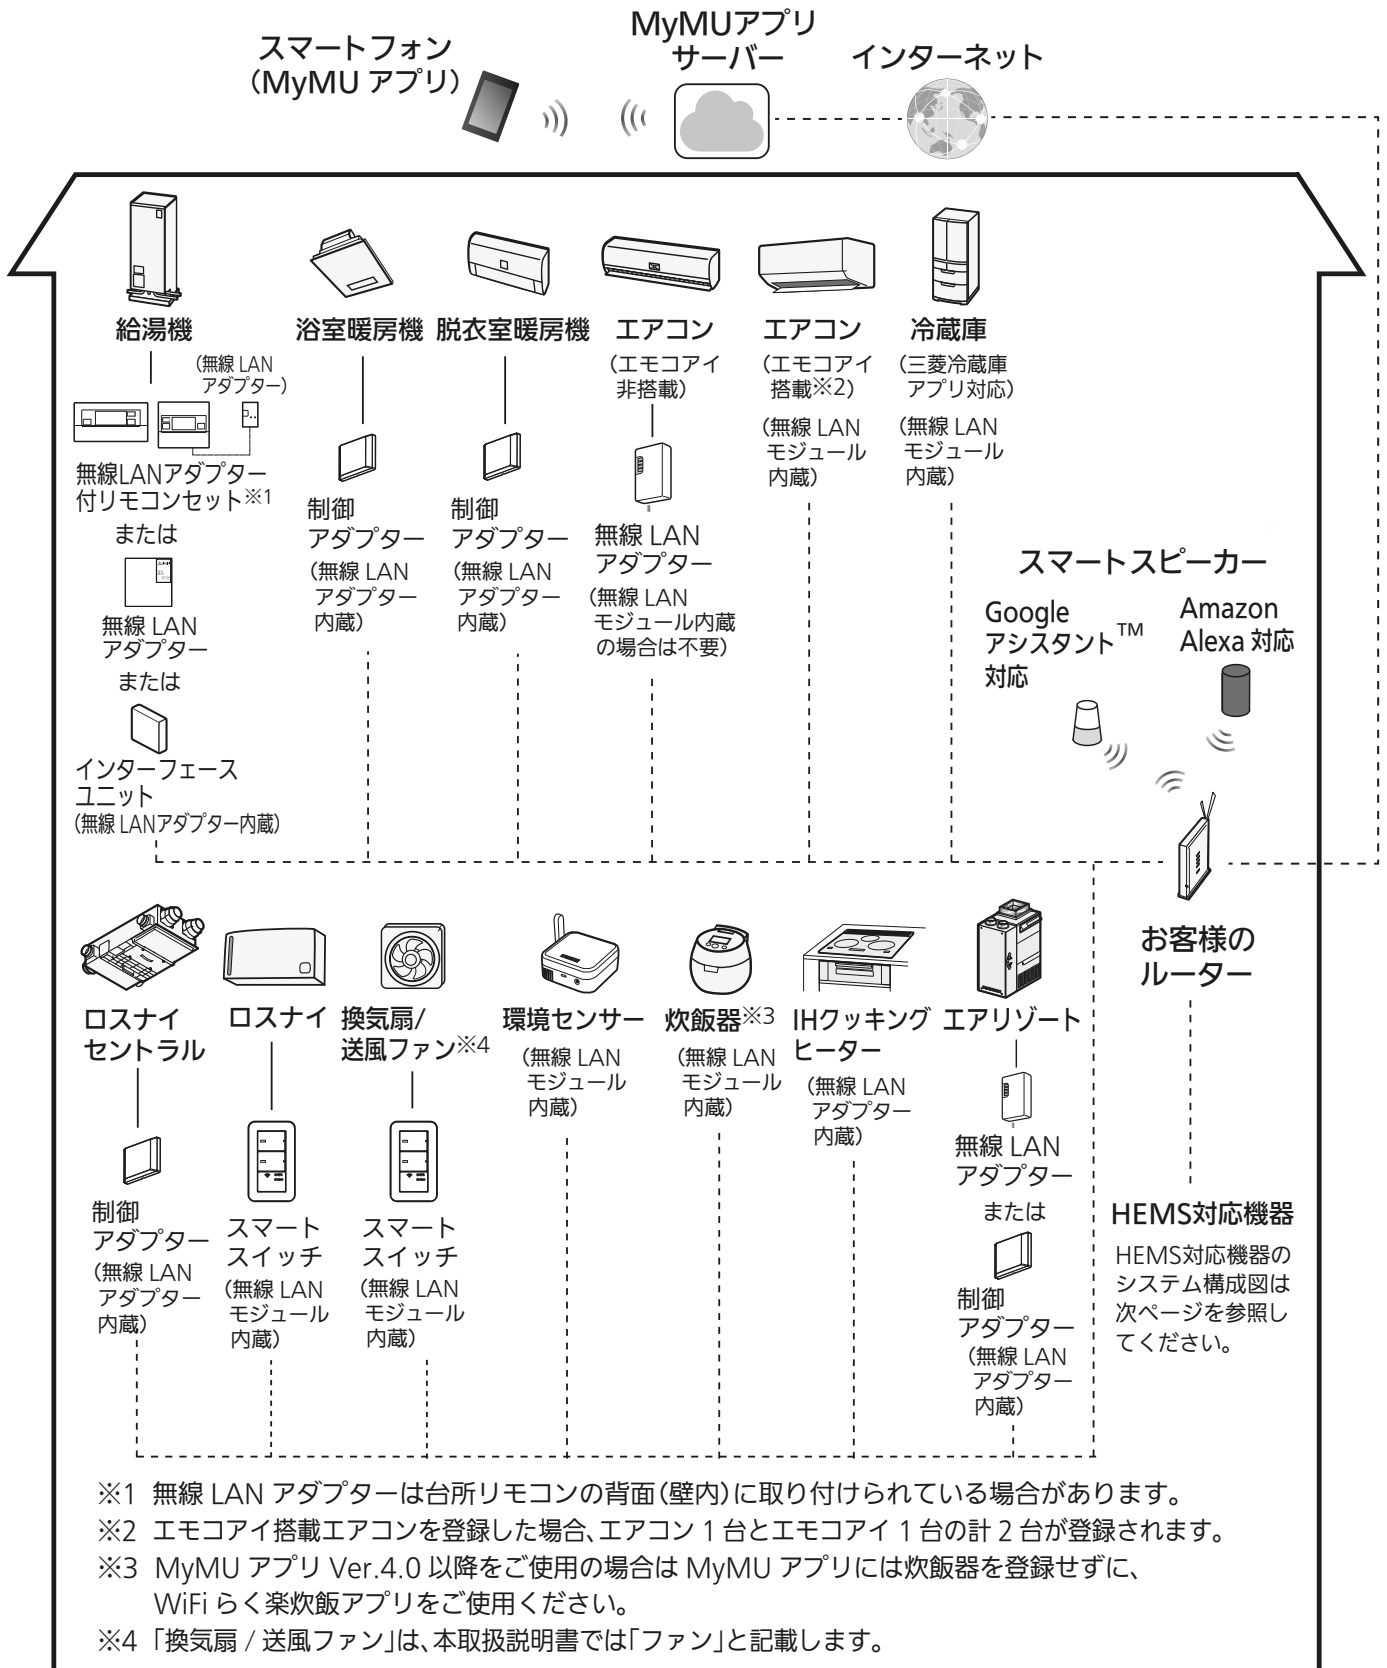 スマートフォン
（MyMU アプリ）
MyMUアプリ
サーバー
インターネット
給湯機
（無線 LAN
アダプター）
無線LANアダプター
付リモコンセット※1
または
無線 LAN
アダプター
または
インターフェース
ユニット
（無線 LANアダプター内蔵）
浴室暖房機
制御
アダプター
（無線 LAN
アダプター
内蔵）
脱衣室暖房機
制御
アダプター
（無線 LAN
アダプター
内蔵）
エアコン
（エモコアイ
非搭載）
無線 LAN
アダプター
（無線 LAN
モジュール内蔵
の場合は不要）
エアコン
（エモコアイ
搭載※2）
（無線 LAN
モジュール
内蔵）
冷蔵庫
（三菱冷蔵庫
アプリ対応）
（無線 LAN
モジュール
内蔵）
スマートスピーカー
Google
アシスタント™
対応
Amazon
Alexa 対応
お客様の
ルーター
HEMS対応機器
HEMS対応機器の
システム構成図は
次ページを参照し
てください。
ロスナイ
セントラル
制御
アダプター
（無線 LAN
アダプター
内蔵）
ロスナイ
スマート
スイッチ
（無線 LAN
モジュール
内蔵）
換気扇/
送風ファン※4
スマート
スイッチ
（無線 LAN
モジュール
内蔵）
環境センサー
（無線 LAN
モジュール
内蔵）
炊飯器※3
（無線 LAN
モジュール
内蔵）
IHクッキング
ヒーター
（無線 LAN
アダプター
内蔵）
エアリゾート
無線 LAN
アダプター
または
制御
アダプター
（無線 LAN
アダプター
内蔵）
※1 無線 LAN アダプターは台所リモコンの背面（壁内）に取り付けられている場合があります。
※2 エモコアイ搭載エアコンを登録した場合、エアコン 1 台とエモコアイ 1 台の計 2 台が登録されます。
※3 MyMU アプリ Ver.4.0 以降をご使用の場合は MyMU アプリには炊飯器を登録せずに、
WiFi らく楽炊飯アプリをご使用ください。
※4 「換気扇 / 送風ファン」は、本取扱説明書では「ファン」と記載します。